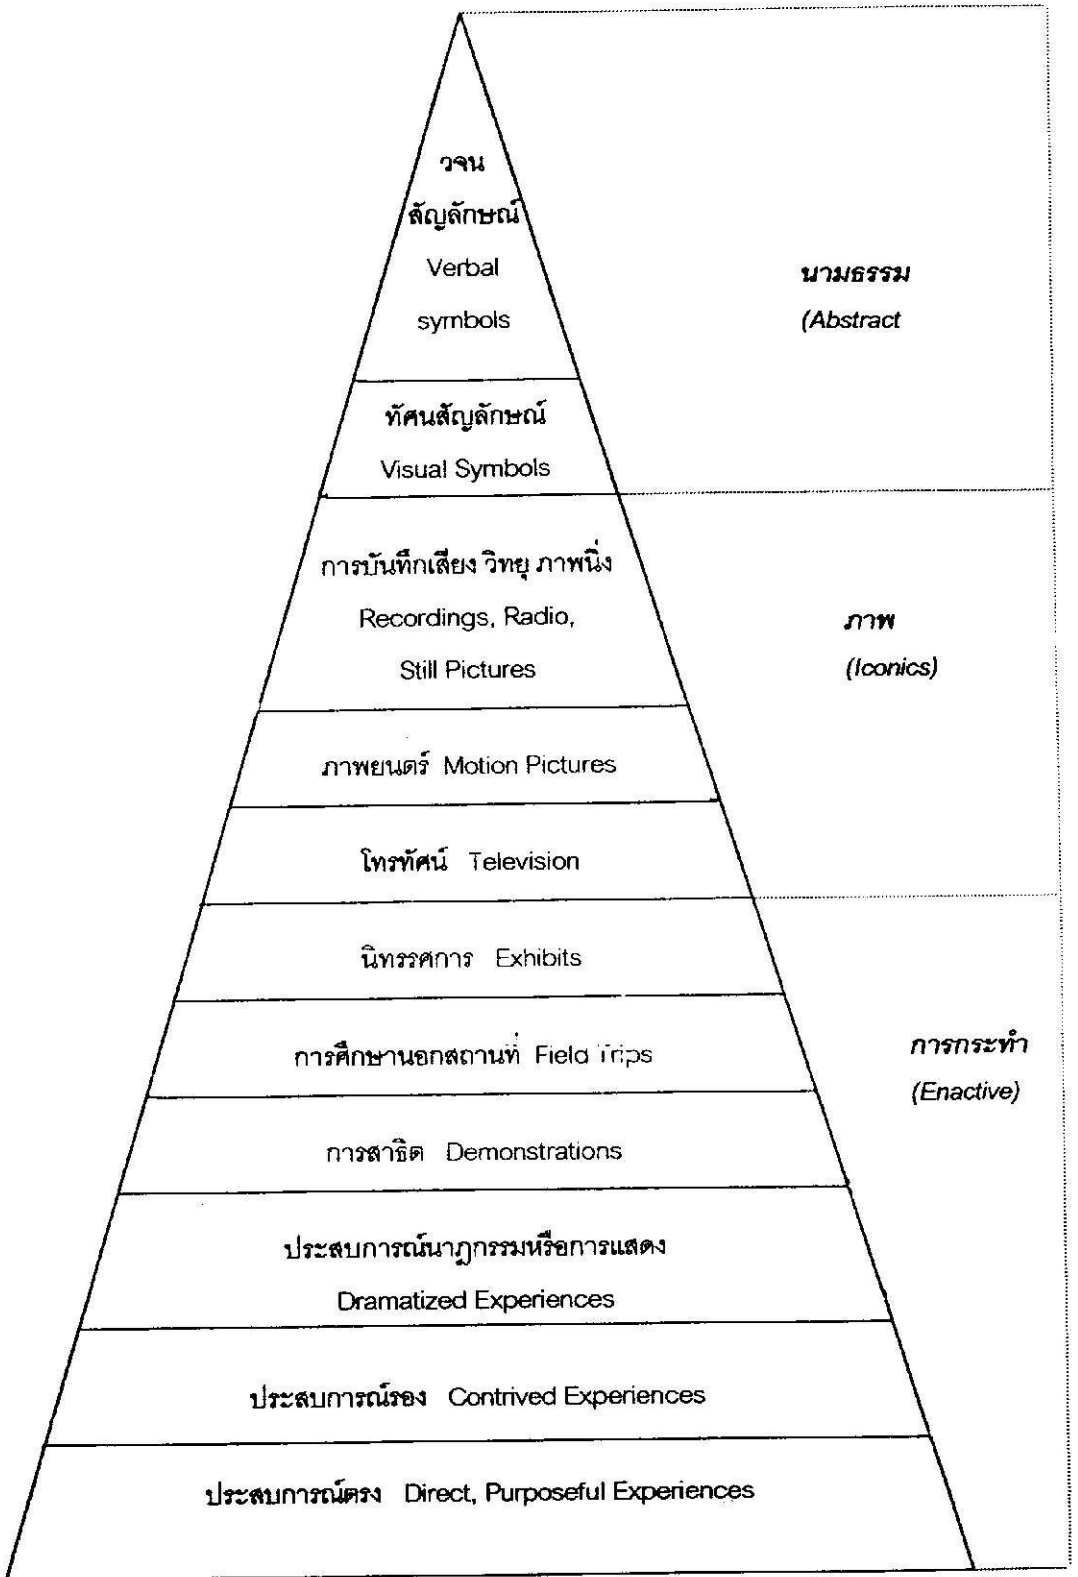 วจน
สัญลักษณ์
Verbal
symbols
นามธรรม
(Abstract
ทัศนสัญลักษณ์
Visual Symbols
การบันทึกเสียง วิทยุ ภาพนิ่ง
Recordings, Radio,
Still Pictures
ภาพ
(Iconics)
ภาพยนตร์ Motion Pictures
โทรทัศน์ Television
นิทรรศการ Exhibits
การศึกษานอกสถานที่ Field Trips
การกระทำ
(Enactive)
การสาธิต Demonstrations
ประสบการณ์นาฏกรรมหรือการแสดง
Dramatized Experiences
ประสบการณ์รอง Contrived Experiences
ประสบการณ์ตรง Direct, Purposeful Experiences